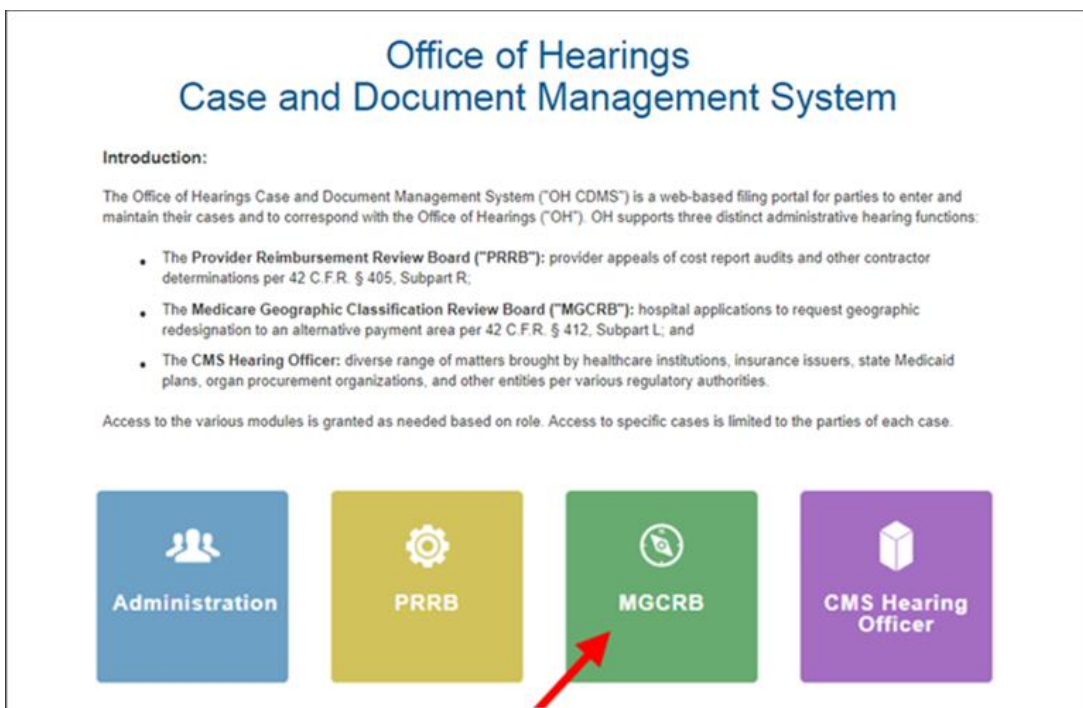 Office of Hearings
Case and Document Management System
Introduction:
The Office of Hearings Case and Document Management System ("OH CDMS") is a web-based filing portal for parties to enter and
maintain their cases and to correspond with the Office of Hearings ("OH"). OH supports three distinct administrative hearing functions:
• The Provider Reimbursement Review Board ("PRRB"): provider appeals of cost report audits and other contractor
determinations per 42 C.F.R. § 405, Subpart R;
• The Medicare Geographic Classification Review Board ("MGCRB"): hospital applications to request geographic
redesignation to an alternative payment area per 42 C.F.R. § 412, Subpart L; and
• The CMS Hearing Officer: diverse range of matters brought by healthcare institutions, insurance issuers, state Medicaid
plans, organ procurement organizations, and other entities per various regulatory authorities.
Access to the various modules is granted as needed based on role. Access to specific cases is limited to the parties of each case.
Administration
PRRB
MGCRB
CMS Hearing
Officer